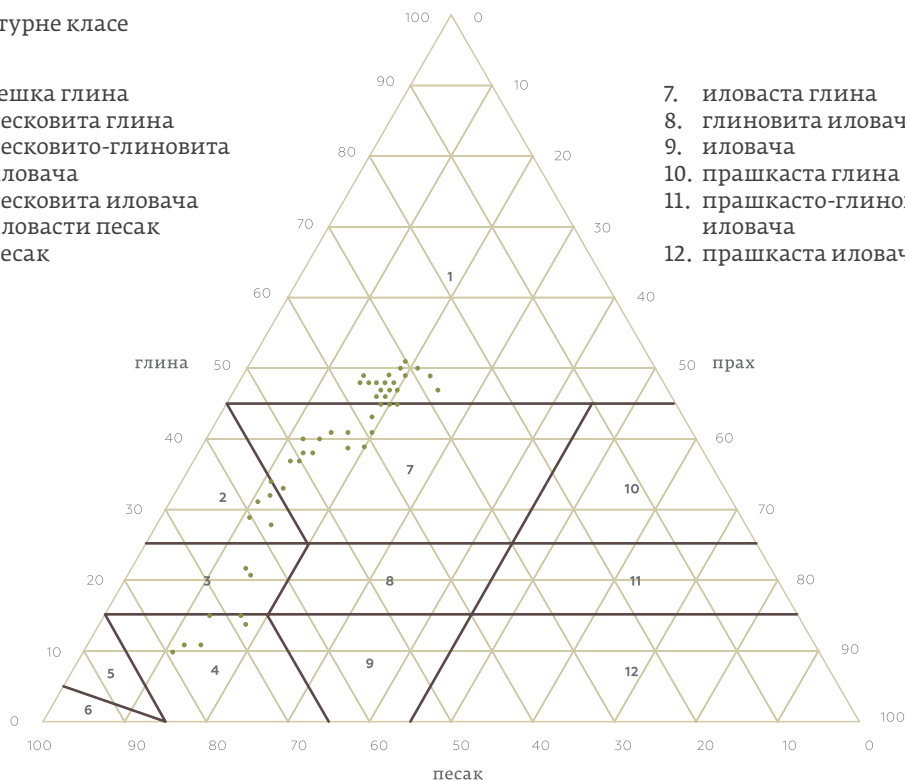 турне класе
ешка глина
есковита глина
есковито-глиновита
ловача
есковита иловача
ловасти песак
есак
7. иловаста глина
8. глиновита иловач
9. иловача
10. прашкаста глина
11. прашкасто-глинов
иловача
12. прашкаста иловач
100 0
90 10
80 20
70 30
1
60 40
глина 50 50 прах
40 60
7
2 10
30 70
20 3 8 11 80
10 90
5 4 9 12
6
0 100
100 90 80 70 60 50 40 30 20 10 0
песак